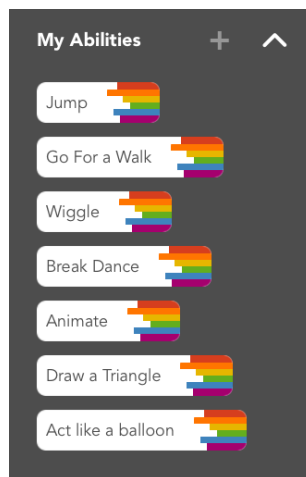 My Abilities
Jump
Go For a Walk
Wiggle
Break Dance
Animate
Draw a Triangle
Act like a balloon